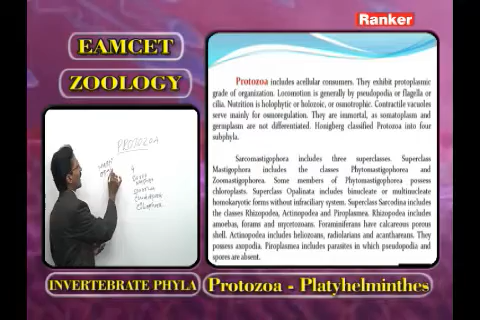 Ranker
EAMCET
ZOOLOGY
PROTOZOA
Protozoa includes acellular consumers. They exhibit protoplasmic
grade of organization. Locomotion is generally by pseudopodia or flagella or
cilia. Nutrition is holophytic or holozoic, or osmotrophic. Contractile vacuoles
serve mainly for osmoregulation. They are immortal, as somatoplasm and
germplasm are not differentiated. Honigberg classified Protozoa into four
subphyla.
Sarcomastigophora includes three superclasses. Superclass
Mastigophora includes the classes Phytomastigophorea and
Zoomastigophorea. Some members of Phytomastigophorea possess
chloroplasts. Superclass Opalinata includes binucleate or multinucleate
homokaryotic forms without infraciliary system. Superclass Sarcodina includes
the classes Rhizopodea, Actinopodea and Piroplasmea. Rhizopodea includes
amoebas, forams and mycetozoans. Foraminiferans have calcareous porous
shell. Actinopodea includes heliozoans, radiolarians and acanthareans. They
possess axopodia. Piroplasmea includes parasites in which pseudopodia and
spores are absent.
INVERTEBRATE PHYLA
Protozoa - Platyhelminthes